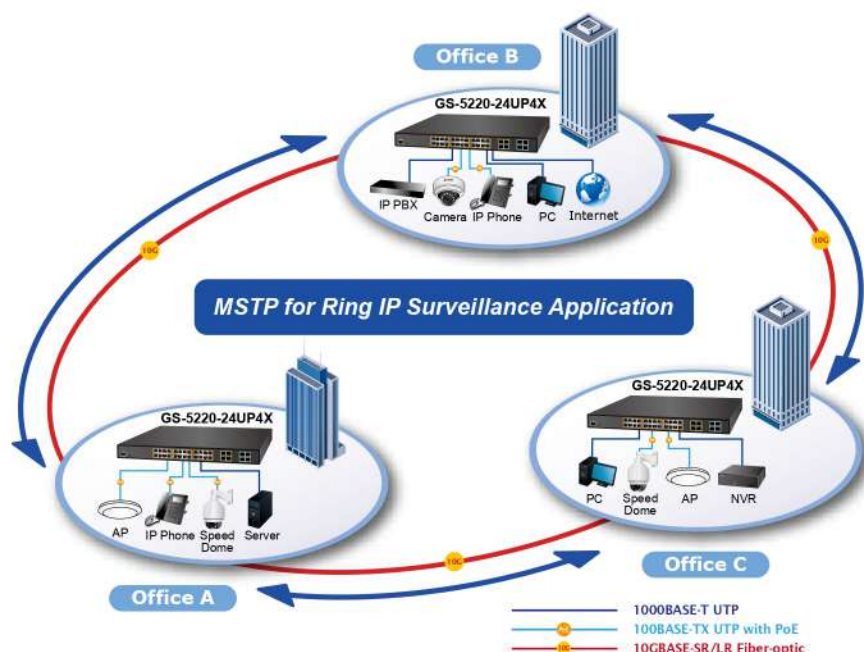 Office B
GS-5220-24UP4X
IP PBX
Camera
IP Phone
PC
Internet
10G
10G
MSTP for Ring IP Surveillance Application
GS-5220-24UP4X
AP
IP Phone
Speed
Dome
Server
Office A
GS-5220-24UP4X
PC
Speed
Dome
AP
NVR
Office C
10G
1000BASE-T UTP
100BASE-TX UTP with PoE
10G
10GBASE-SR/LR Fiber-optic